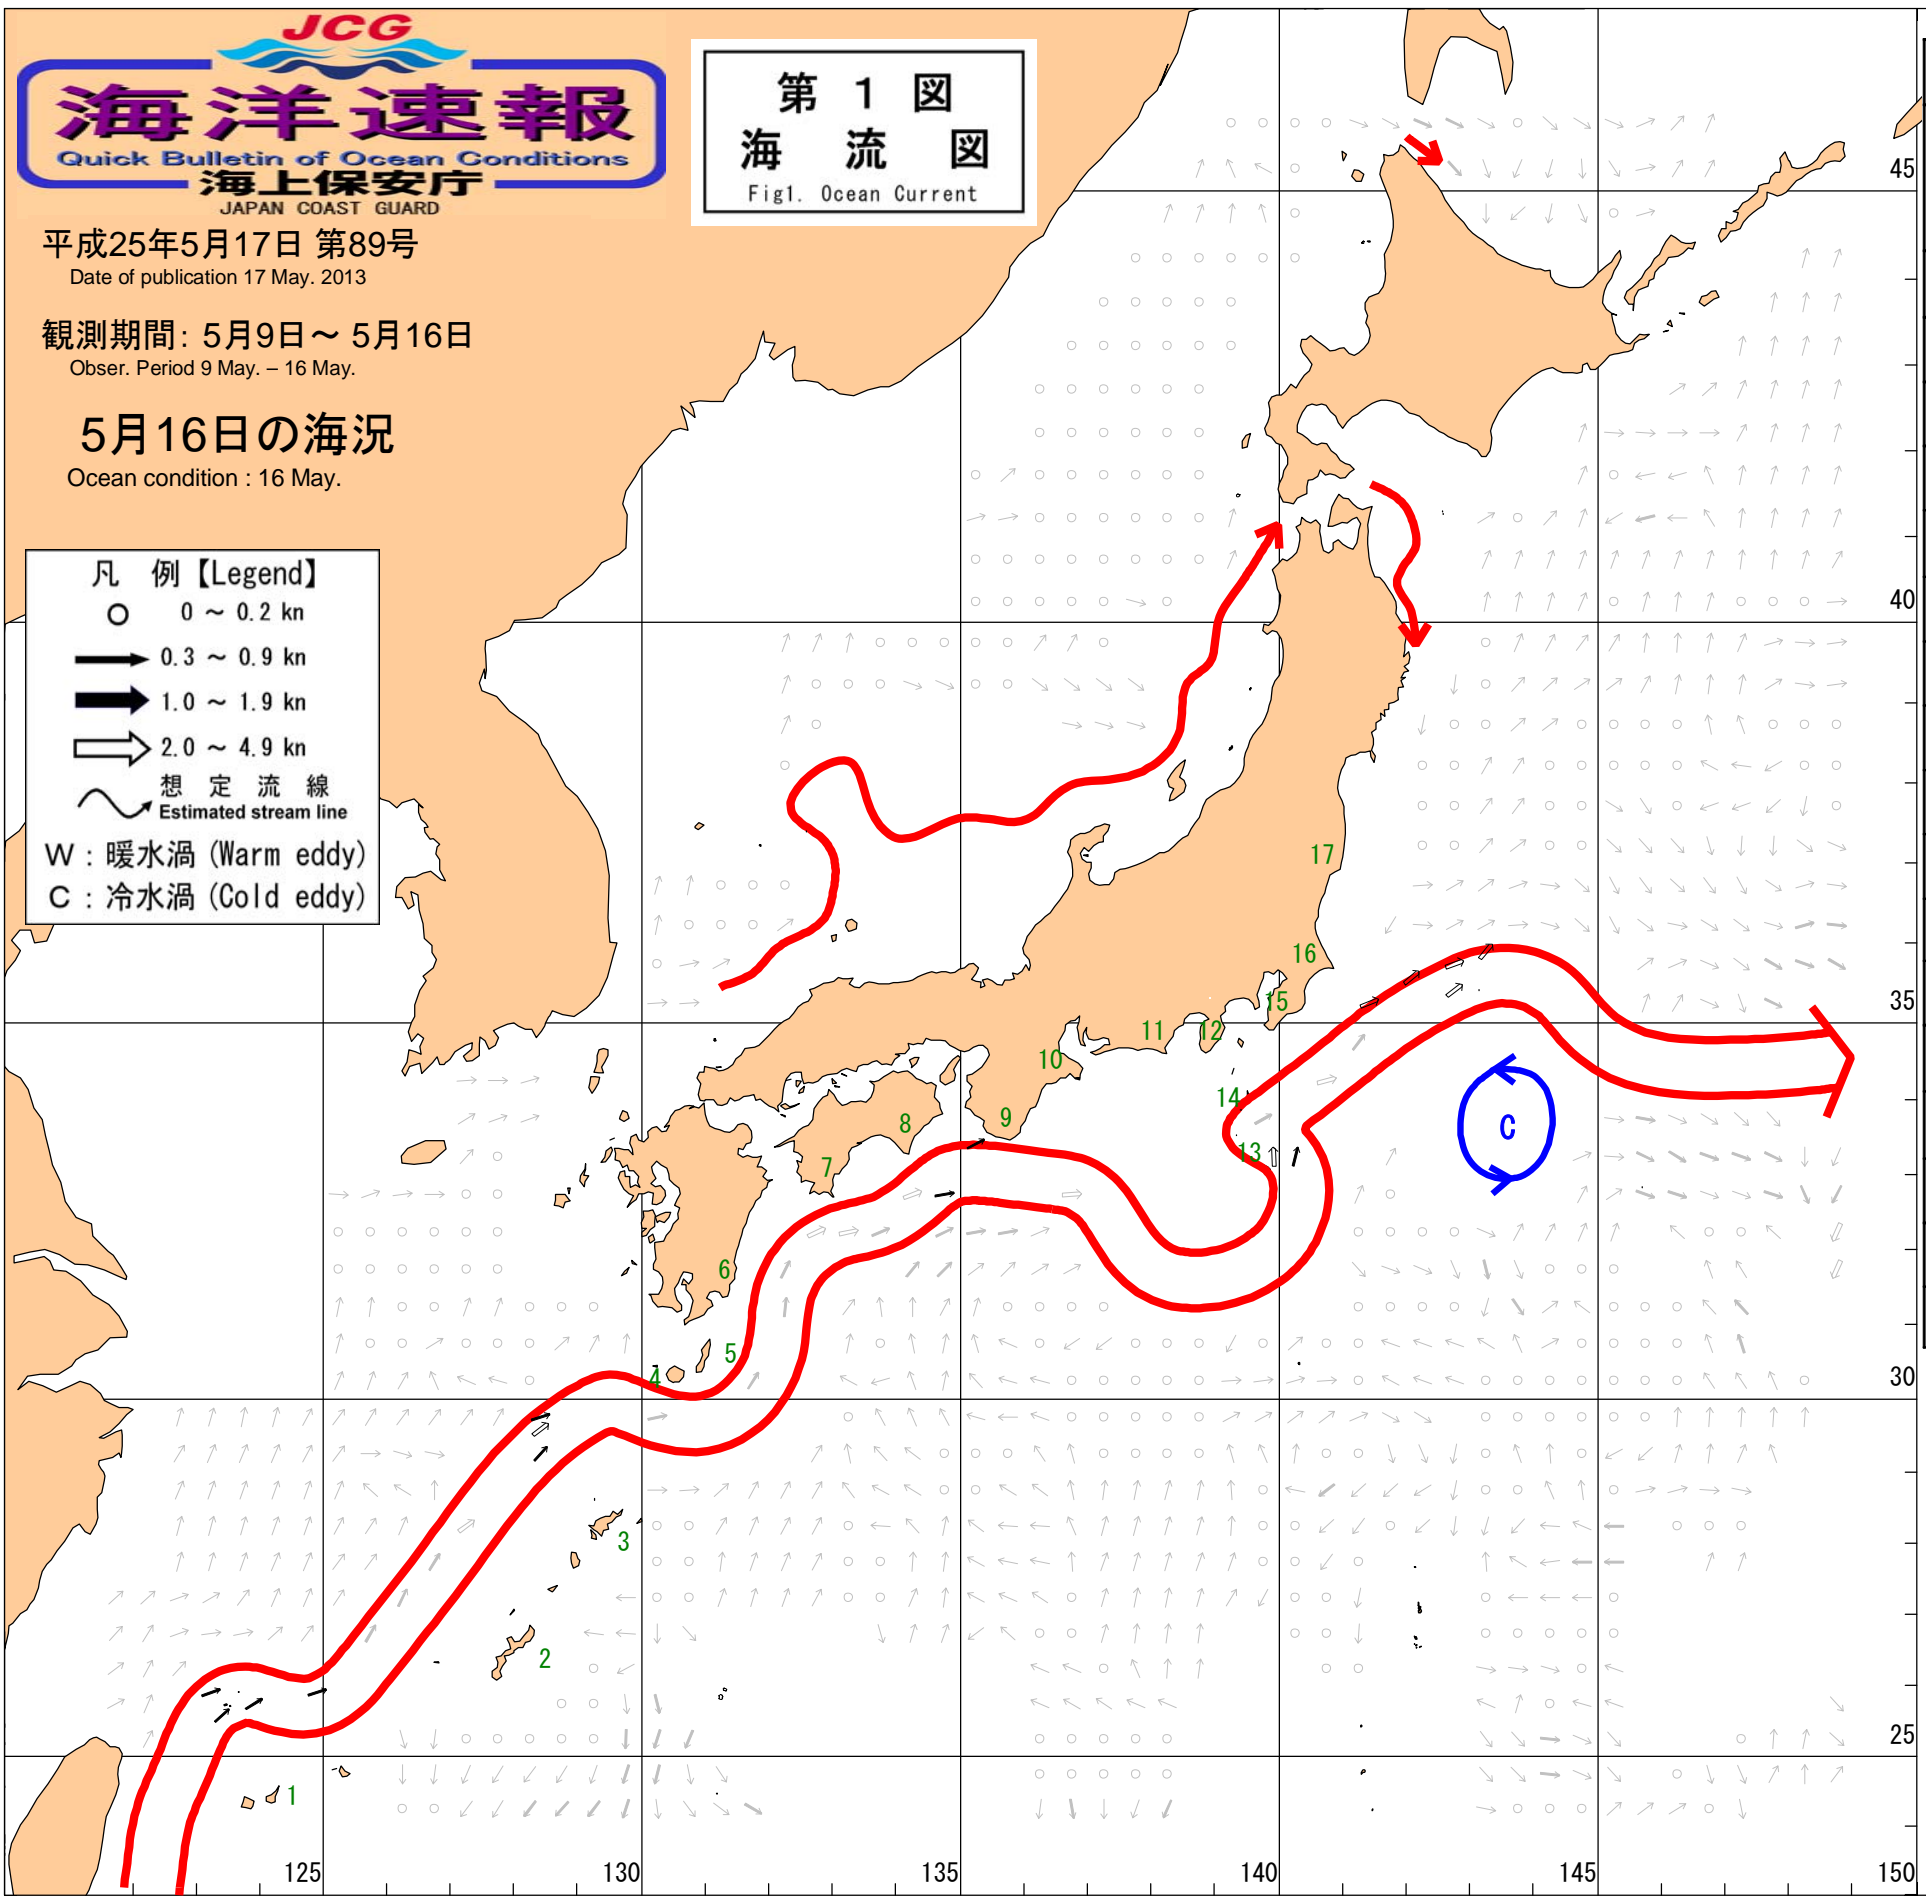 JCG
海洋速報
Quick Bulletin of Ocean Conditions
海上保安庁
JAPAN COAST GUARD
第 1 図
海 流 図
Fig1. Ocean Current
平成25年5月17日 第89号
Date of publication 17 May. 2013
観測期間: 5月9日～ 5月16日
Obser. Period 9 May. – 16 May.
5月16日の海況
Ocean condition : 16 May.
凡 例【Legend】
0 ～ 0.2 kn
0.3 ～ 0.9 kn
1.0 ～ 1.9 kn
2.0 ～ 4.9 kn
想 定 流 線
Estimated stream line
W : 暖水渦 (Warm eddy)
C : 冷水渦 (Cold eddy)
45
40
35
30
25
17
16
15
14
13
12
11
10
9
8
7
6
5
4
3
2
1
C
125
130
135
140
145
150